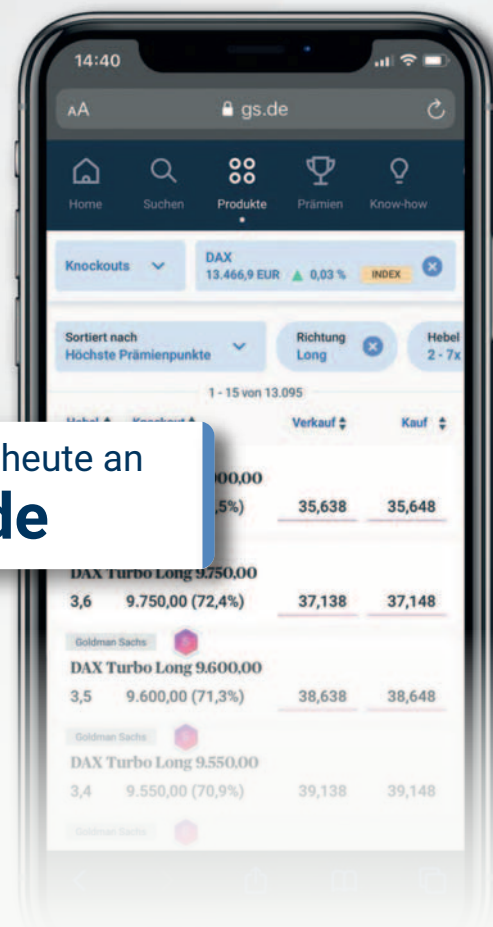 14:40
AA gs.de
Home Suchen Produkte Prämien Know-how
Knockouts
DAX
13.466,9 EUR 0,03 % INDEX
Sortiert nach
Höchste Prämienpunkte
Richtung
Long
Hebel
2 - 7x
1 - 15 von 13.095
Verkauf Kauf
heute an
de
00,00
,5%) 35,638 35,648
DAX Turbo Long 9.750,00
3,6 9.750,00 (72,4%) 37,138 37,148
Goldman Sachs
DAX Turbo Long 9.600,00
3,5 9.600,00 (71,3%) 38,638 38,648
Goldman Sachs
DAX Turbo Long 9.550,00
3,4 9.550,00 (70,9%) 39,138 39,148
Goldman Sachs